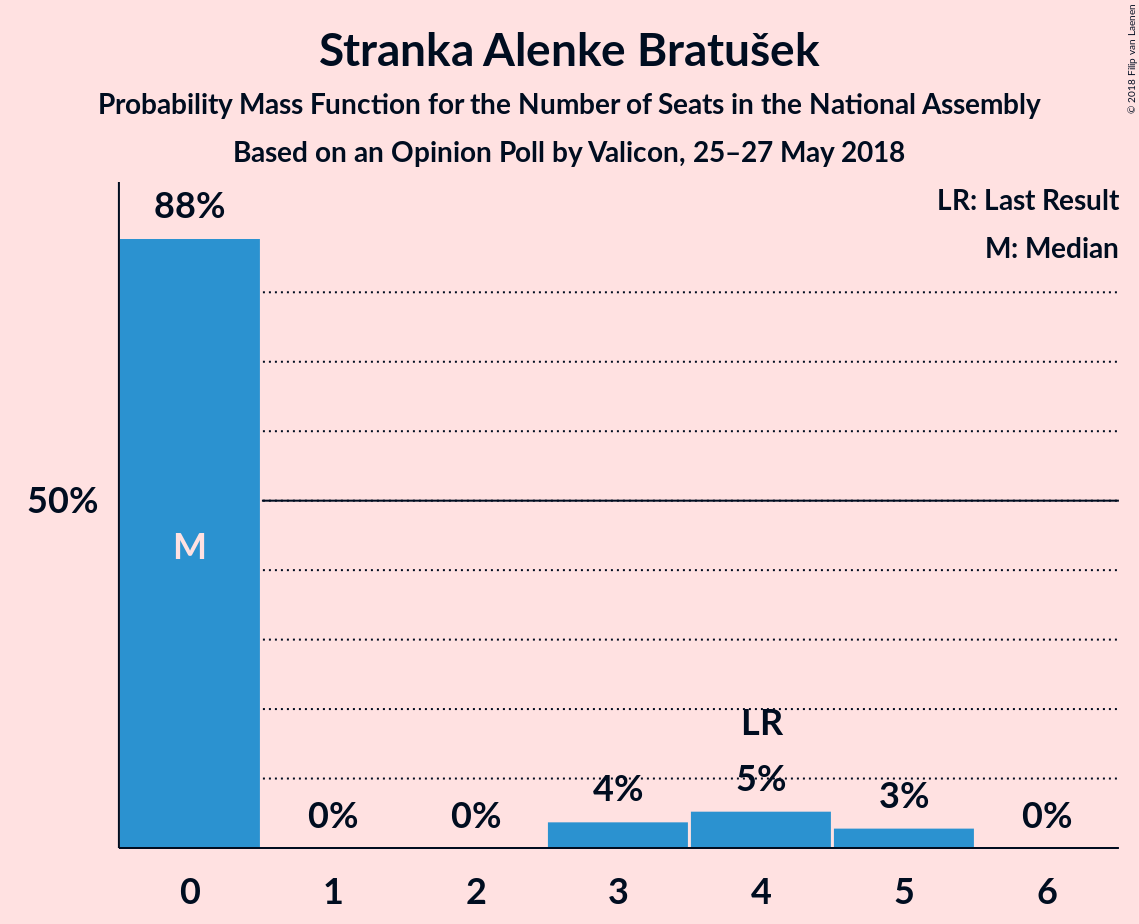 Stranka Alenke Bratušek
Probability Mass Function for the Number of Seats in the National Assembly
Based on an Opinion Poll by Valicon, 25–27 May 2018
© 2018 Filip van Laenen
LR: Last Result
M: Median
88%
50%
M
LR
0%
0%
4%
5%
3%
0%
0
1
2
3
4
5
6